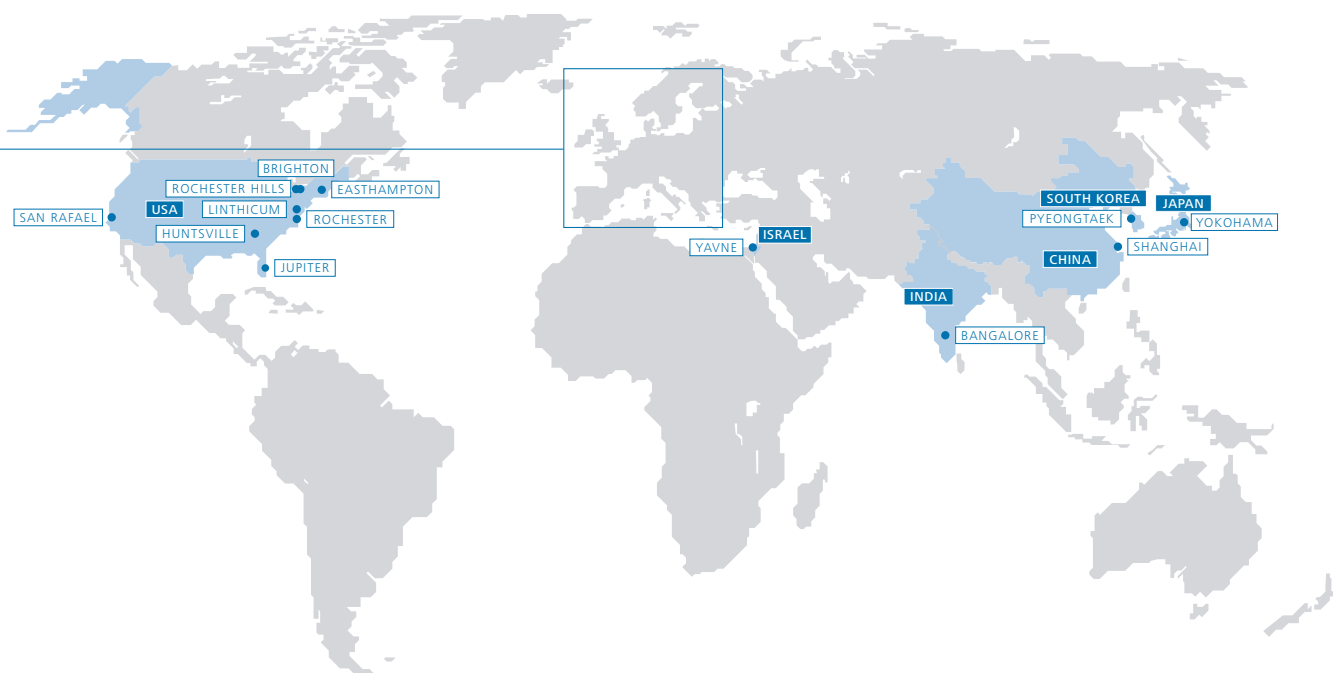 BRIGHTON
ROCHESTER HILLS
EASTHAMPTON
USA
LINTHICUM
SAN RAFAEL
ROCHESTER
HUNTSVILLE
JUPITER
ISRAEL
YAVNE
SOUTH KOREA
JAPAN
PYEONGTAEK
YOKOHAMA
SHANGHAI
CHINA
INDIA
BANGALORE